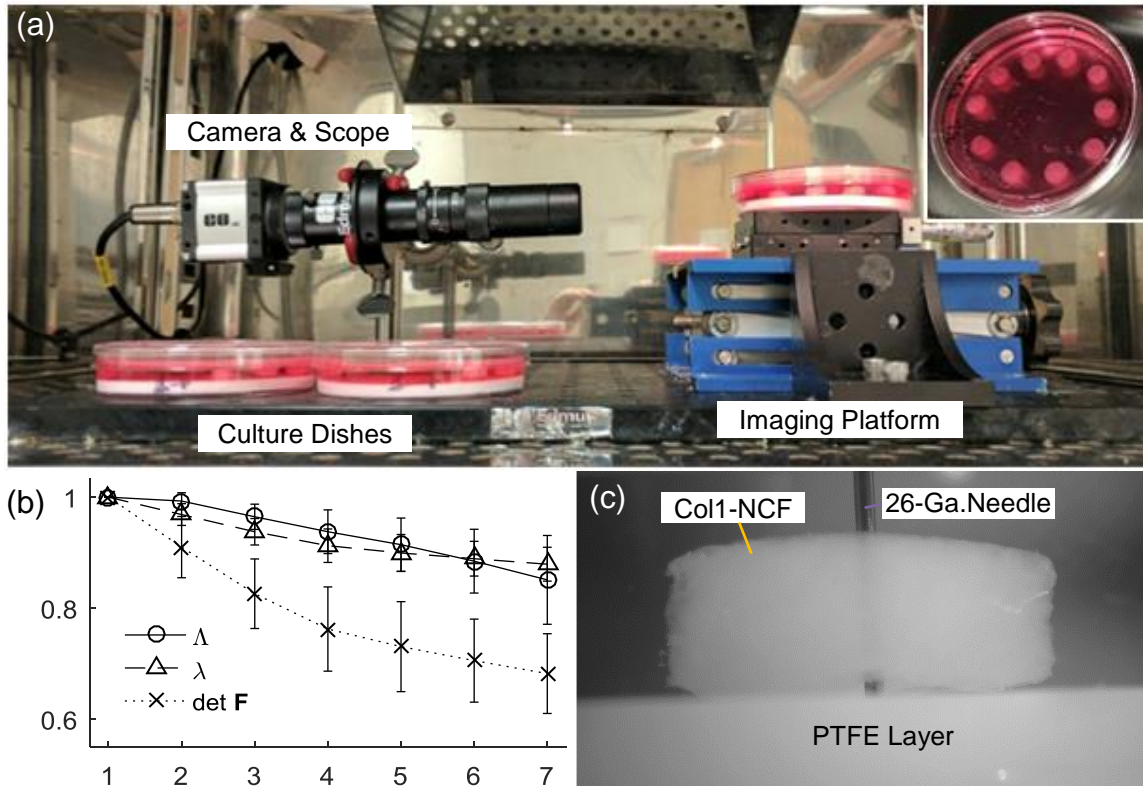 (a)
Camera & Scope
Culture Dishes
Imaging Platform
(b)
1
0.8
0.6
Λ
λ
det F
1 2 3 4 5 6 7
(c)
Col1-NCF
26-Ga.Needle
PTFE Layer